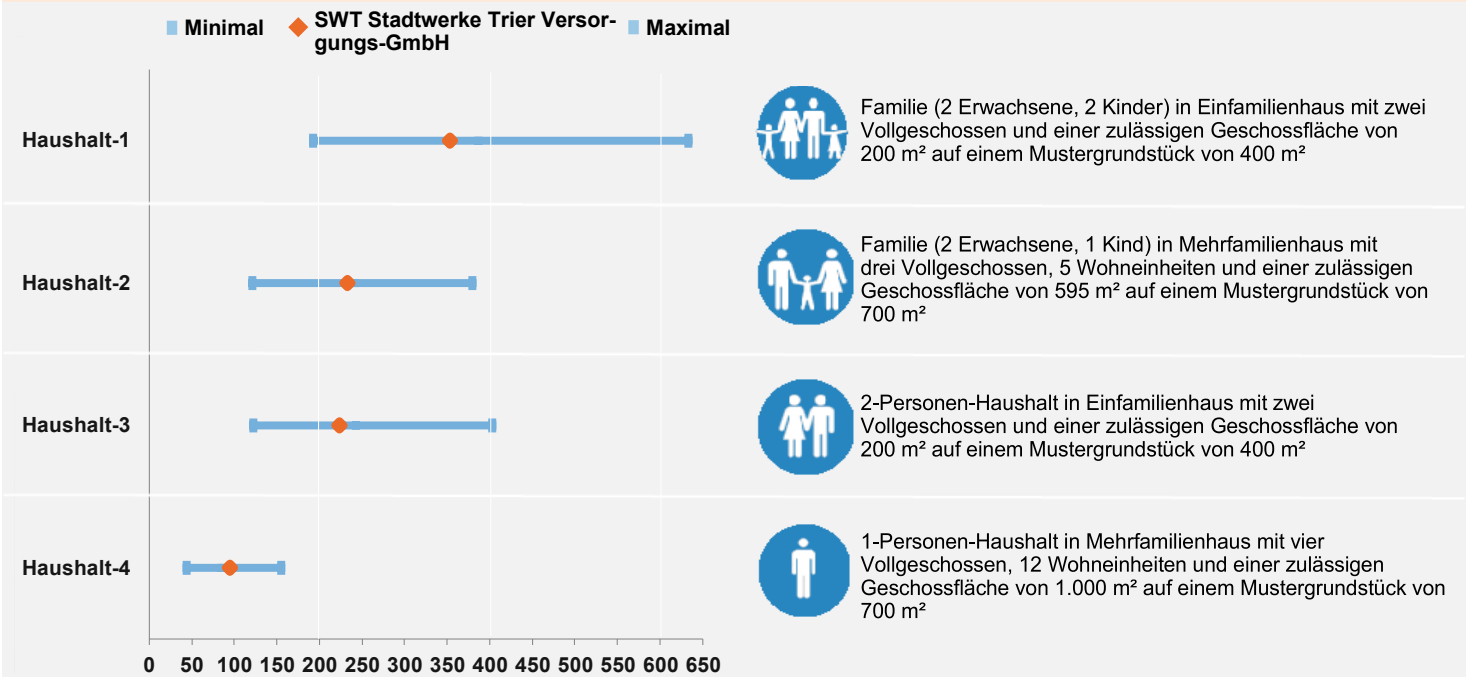 Minimal
SWT Stadtwerke Trier Versor-
gungs-GmbH
Maximal
Haushalt-1
Familie (2 Erwachsene, 2 Kinder) in Einfamilienhaus mit zwei
Vollgeschossen und einer zulässigen Geschossfläche von
200 m² auf einem Mustergrundstück von 400 m²
Haushalt-2
Familie (2 Erwachsene, 1 Kind) in Mehrfamilienhaus mit
drei Vollgeschossen, 5 Wohneinheiten und einer zulässigen
Geschossfläche von 595 m² auf einem Mustergrundstück von
700 m²
Haushalt-3
2-Personen-Haushalt in Einfamilienhaus mit zwei
Vollgeschossen und einer zulässigen Geschossfläche von
200 m² auf einem Mustergrundstück von 400 m²
Haushalt-4
1-Personen-Haushalt in Mehrfamilienhaus mit vier
Vollgeschossen, 12 Wohneinheiten und einer zulässigen
Geschossfläche von 1.000 m² auf einem Mustergrundstück von
700 m²
0 50 100 150 200 250 300 350 400 450 500 550 600 650